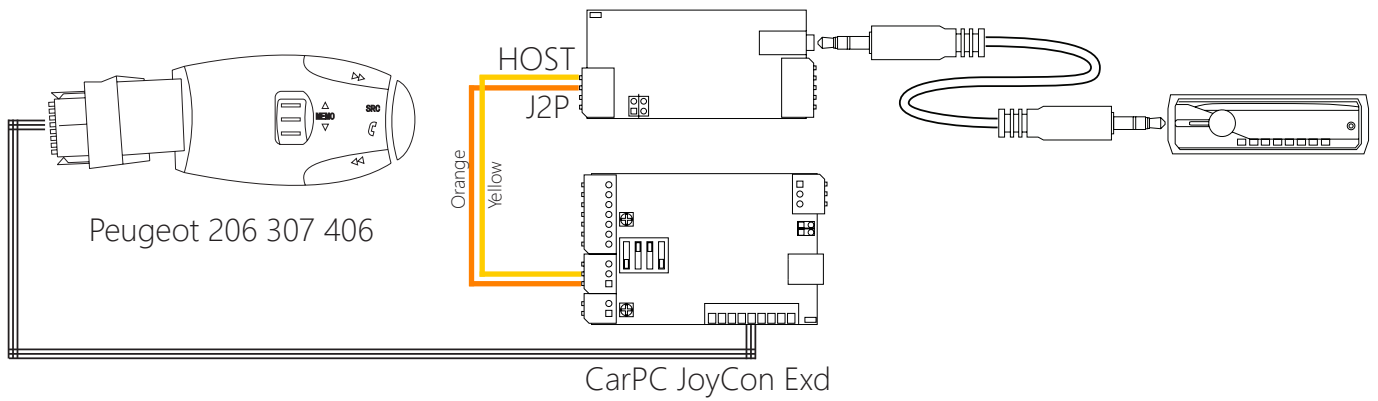 HOST
J2P
SRC
MEMO
Orange
Yellow
Peugeot 206 307 406
CarPC JoyCon Exd